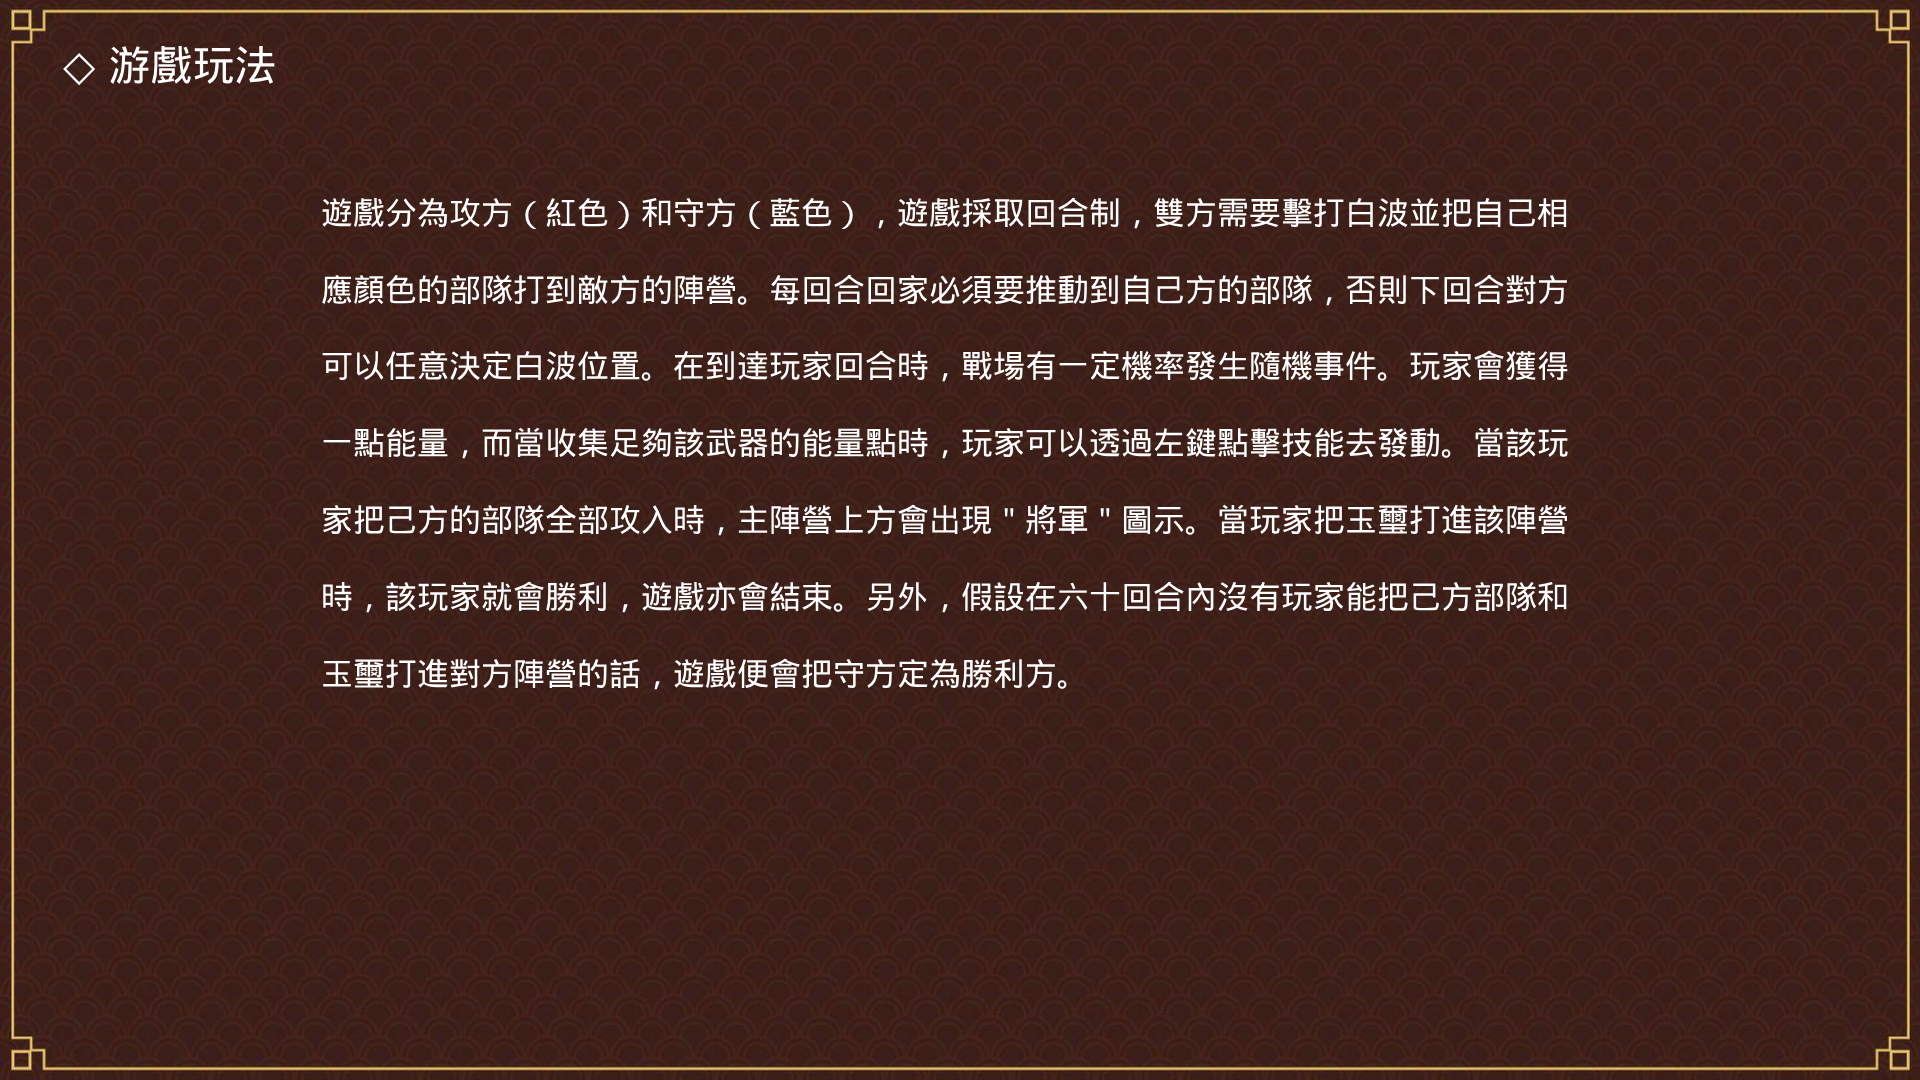 ◇ 游戲玩法
遊戲分為攻方（紅色）和守方（藍色），遊戲採取回合制，雙方需要擊打白波並把自己相
應顏色的部隊打到敵方的陣營。每回合回家必須要推動到自己方的部隊，否則下回合對方
可以任意決定白波位置。在到達玩家回合時，戰場有一定機率發生隨機事件。玩家會獲得
一點能量，而當收集足夠該武器的能量點時，玩家可以透過左鍵點擊技能去發動。當該玩
家把己方的部隊全部攻入時，主陣營上方會出現＂將軍＂圖示。當玩家把玉璽打進該陣營
時，該玩家就會勝利，遊戲亦會結束。另外，假設在六十回合內沒有玩家能把己方部隊和
玉璽打進對方陣營的話，遊戲便會把守方定為勝利方。